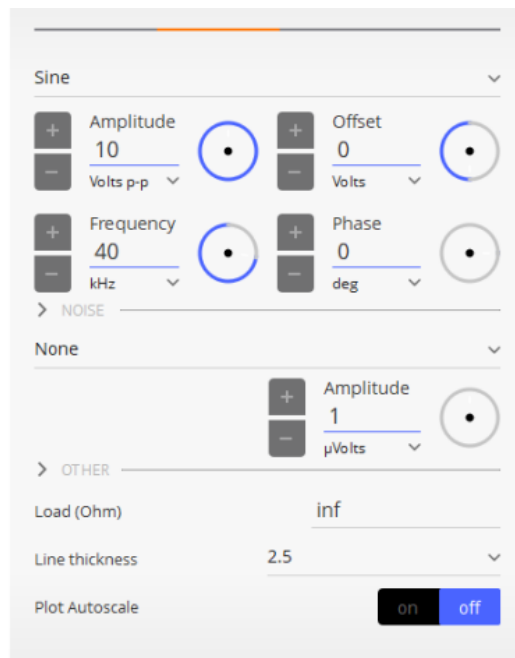 Sine
Amplitude Offset
+ 10 + 0
− Volts p-p − Volts
Frequency Phase
+ 40 + 0
− kHz − deg
NOISE
None
Amplitude
+ 1
− µVolts
OTHER
Load (Ohm) inf
Line thickness 2.5
Plot Autoscale on off